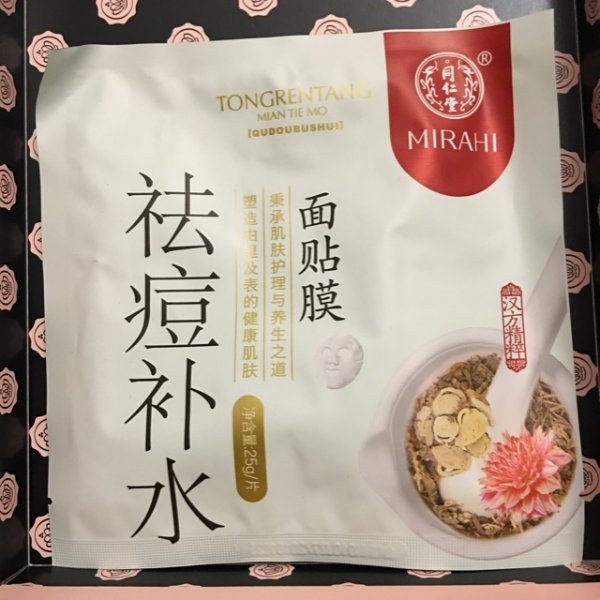 TONGRENTANG
MIAN TIE MO
[QUDOUBUSHUI]
同仁堂
®
MIRAHI
祛痘补水
面贴膜
秉承肌肤护理与养生之道
塑造由里及表的健康肌肤
汉方精粹
净含量:25g/片